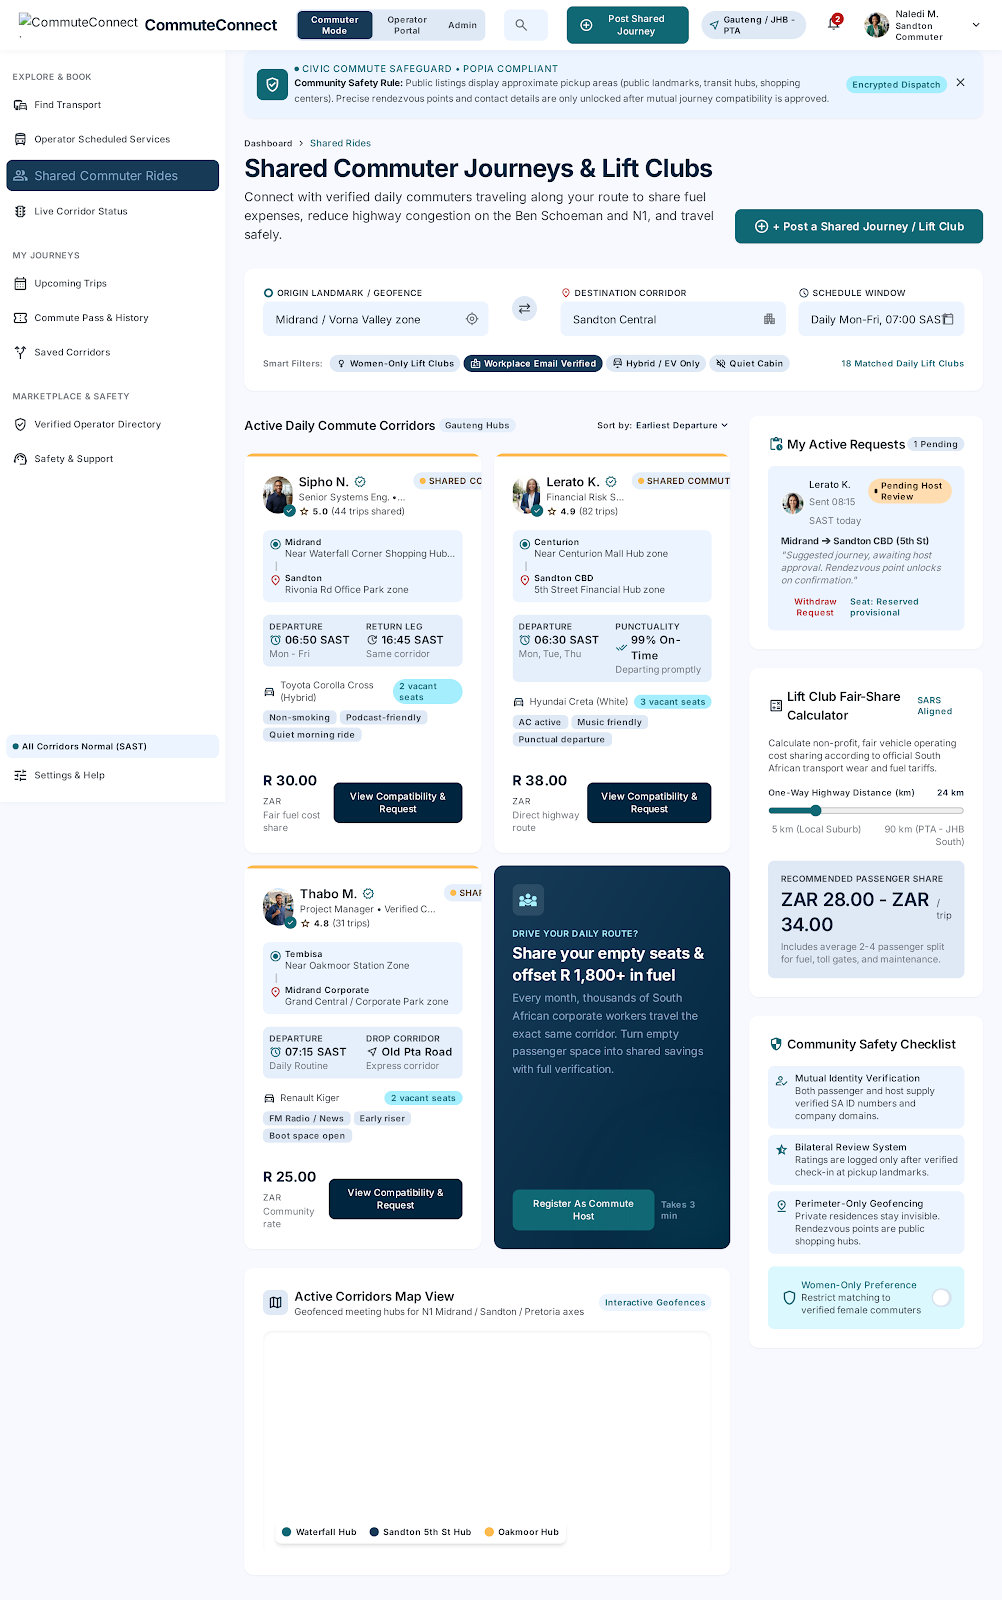 CommuteConnect
CommuteConnect
Commuter Mode
Operator Portal
Admin
Post Shared Journey
Gauteng / JHB - PTA
2
Naledi M.
Sandton Commuter
EXPLORE & BOOK
Find Transport
Operator Scheduled Services
Shared Commuter Rides
Live Corridor Status
MY JOURNEYS
Upcoming Trips
Commute Pass & History
Saved Corridors
MARKETPLACE & SAFETY
Verified Operator Directory
Safety & Support
All Corridors Normal (SAST)
Settings & Help
CIVIC COMMUTE SAFEGUARD • POPIA COMPLIANT
Community Safety Rule: Public listings display approximate pickup areas (public landmarks, transit hubs, shopping
centers). Precise rendezvous points and contact details are only unlocked after mutual journey compatibility is approved.
Encrypted Dispatch
Dashboard > Shared Rides
Shared Commuter Journeys & Lift Clubs
Connect with verified daily commuters traveling along your route to share fuel
expenses, reduce highway congestion on the Ben Schoeman and N1, and travel
safely.
+ Post a Shared Journey / Lift Club
ORIGIN LANDMARK / GEOFENCE
Midrand / Vorna Valley zone
DESTINATION CORRIDOR
Sandton Central
SCHEDULE WINDOW
Daily Mon-Fri, 07:00 SAST
Smart Filters:
Women-Only Lift Clubs
Workplace Email Verified
Hybrid / EV Only
Quiet Cabin
18 Matched Daily Lift Clubs
Active Daily Commute Corridors
Gauteng Hubs
Sort by: Earliest Departure
Sipho N.
SHARED CO
Senior Systems Eng. •...
5.0 (44 trips shared)
Midrand
Near Waterfall Corner Shopping Hub...
Sandton
Rivonia Rd Office Park zone
DEPARTURE
06:50 SAST
Mon - Fri
RETURN LEG
16:45 SAST
Same corridor
Toyota Corolla Cross
(Hybrid)
2 vacant
seats
Non-smoking
Podcast-friendly
Quiet morning ride
R 30.00
ZAR
Fair fuel cost
share
View Compatibility &
Request
Lerato K.
SHARED COMMUT
Financial Risk S...
4.9 (82 trips)
Centurion
Near Centurion Mall Hub zone
Sandton CBD
5th Street Financial Hub zone
DEPARTURE
06:30 SAST
Mon, Tue, Thu
PUNCTUALITY
99% On-
Time
Departing promptly
Hyundai Creta (White)
3 vacant seats
AC active
Music friendly
Punctual departure
R 38.00
ZAR
Direct highway
route
View Compatibility &
Request
Thabo M.
SHAR
Project Manager • Verified C...
4.8 (31 trips)
Tembisa
Near Oakmoor Station Zone
Midrand Corporate
Grand Central / Corporate Park zone
DEPARTURE
07:15 SAST
Daily Routine
DROP CORRIDOR
Old Pta Road
Express corridor
Renault Kiger
2 vacant seats
FM Radio / News
Early riser
Boot space open
R 25.00
ZAR
Community
rate
View Compatibility &
Request
DRIVE YOUR DAILY ROUTE?
Share your empty seats &
offset R 1,800+ in fuel
Every month, thousands of South
African corporate workers travel the
exact same corridor. Turn empty
passenger space into shared savings
with full verification.
Register As Commute
Host
Takes 3
min
Active Corridors Map View
Geofenced meeting hubs for N1 Midrand / Sandton / Pretoria axes
Interactive Geofences
Waterfall Hub
Sandton 5th St Hub
Oakmoor Hub
My Active Requests
1 Pending
Lerato K.
Sent 08:15
SAST today
Pending Host
Review
Midrand ➔ Sandton CBD (5th St)
"Suggested journey, awaiting host
approval. Rendezvous point unlocks
on confirmation."
Withdraw
Request
Seat: Reserved
provisional
Lift Club Fair-Share
Calculator
SARS
Aligned
Calculate non-profit, fair vehicle operating
cost sharing according to official South
African transport wear and fuel tariffs.
One-Way Highway Distance (km)
24 km
5 km (Local Suburb)
90 km (PTA - JHB
South)
RECOMMENDED PASSENGER SHARE
ZAR 28.00 - ZAR
34.00
/
trip
Includes average 2-4 passenger split
for fuel, toll gates, and maintenance.
Community Safety Checklist
Mutual Identity Verification
Both passenger and host supply
verified SA ID numbers and
company domains.
Bilateral Review System
Ratings are logged only after verified
check-in at pickup landmarks.
Perimeter-Only Geofencing
Private residences stay invisible.
Rendezvous points are public
shopping hubs.
Women-Only Preference
Restrict matching to
verified female commuters